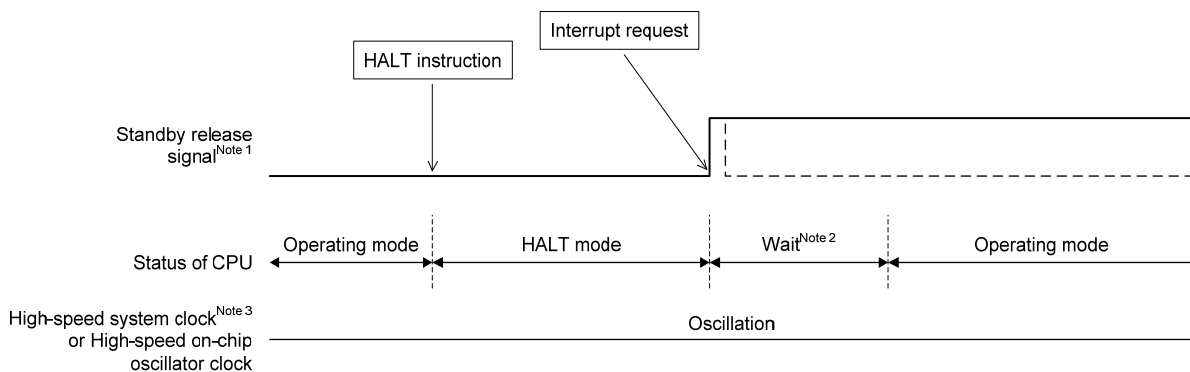 Interrupt request
HALT instruction
Standby release
signalNote 1
Operating mode
HALT mode
WaitNote 2
Operating mode
Status of CPU
High-speed system clockNote 3
or High-speed on-chip
oscillator clock
Oscillation